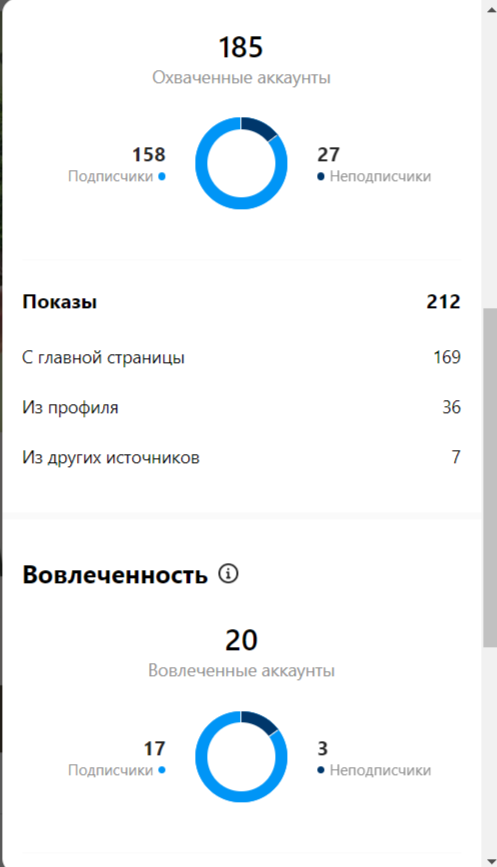 185
Охваченные аккаунты
158
Подписчики
27
Неподписчики
Показы 212
С главной страницы 169
Из профиля 36
Из других источников 7
Вовлеченность
20
Вовлеченные аккаунты
17
Подписчики
3
Неподписчики